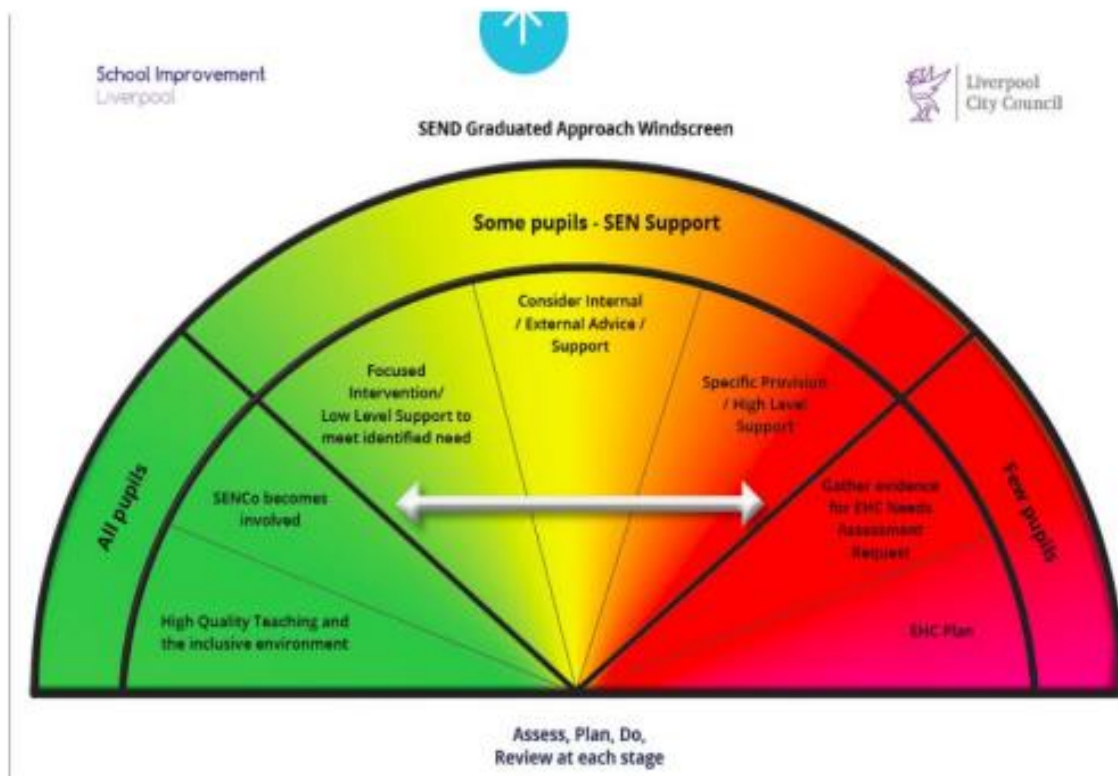 School Improvement
Liverpool
Liverpool
City Council
SEND Graduated Approach Windscreen
Some pupils - SEN Support
Consider Internal
/ External Advice /
Support
Focused
Intervention/
Low Level Support to
meet identified need
Specific Provision
/ High Level
Support
All pupils
SENCo becomes
involved
Gather evidence
for EHC Needs
Assessment
Request
Few pupils
High Quality Teaching and
the inclusive environment
EHC Plan
Assess, Plan, Do,
Review at each stage